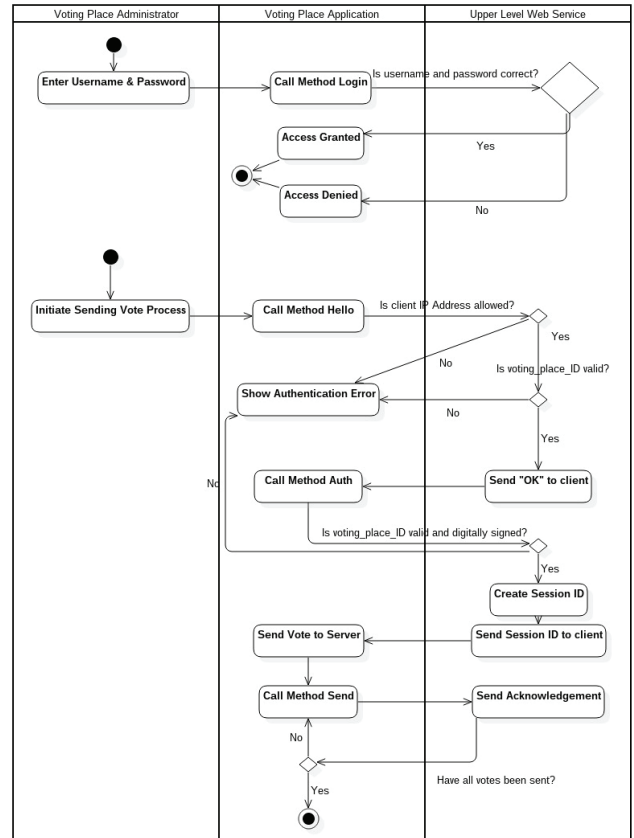 Voting Place Administrator
Voting Place Application
Upper Level Web Service
Enter Username & Password
Call Method Login
Is username and password correct?
Access Granted
Yes
Access Denied
No
Initiate Sending Vote Process
Call Method Hello
Is client IP Address allowed?
Yes
No
Is voting_place_ID valid?
Show Authentication Error
No
Yes
No
Call Method Auth
Send "OK" to client
Is voting_place_ID valid and digitally signed?
Yes
Create Session ID
Send Vote to Server
Send Session ID to client
Call Method Send
Send Acknowledgement
No
Have all votes been sent?
Yes